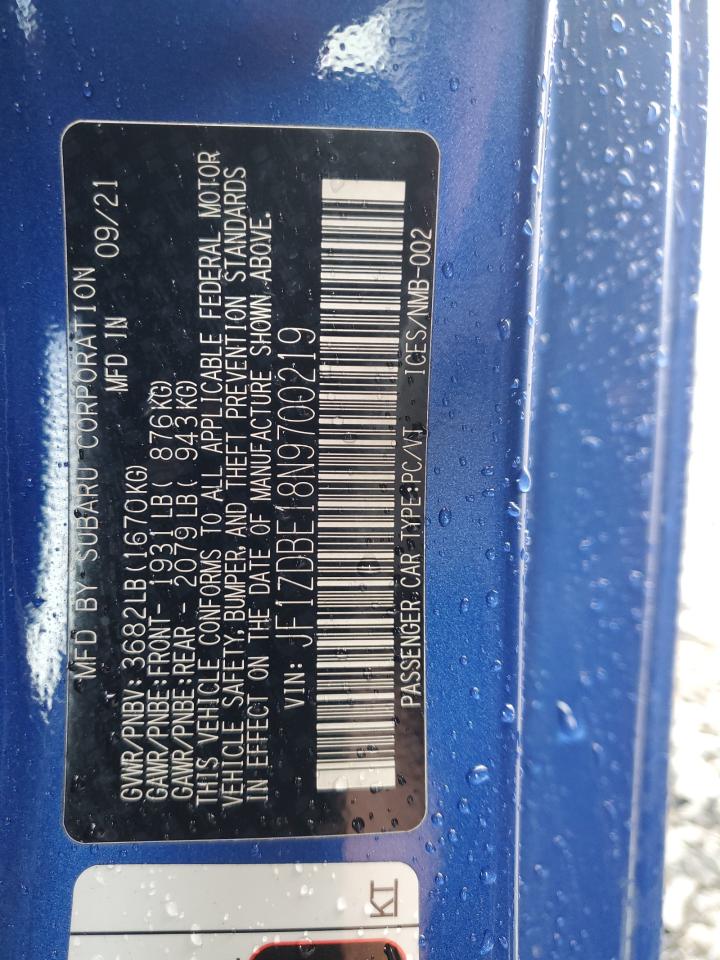 MFD BY SUBARU CORPORATION
MFD IN 09/21
GVWR/PNBV: 3682LB(1670KG)
GAWR/PNBE:FRONT- 1931LB( 876KG)
GAWR/PNBE:REAR - 2079LB( 943KG)
THIS VEHICLE CONFORMS TO ALL APPLICABLE FEDERAL MOTOR
VEHICLE SAFETY, BUMPER, AND THEFT PREVENTION STANDARDS
IN EFFECT ON THE DATE OF MANUFACTURE SHOWN ABOVE.
VIN: JF1ZDBE18N9700219
PASSENGER CAR TYPE:PC/VT ICES/NMB-002
KI